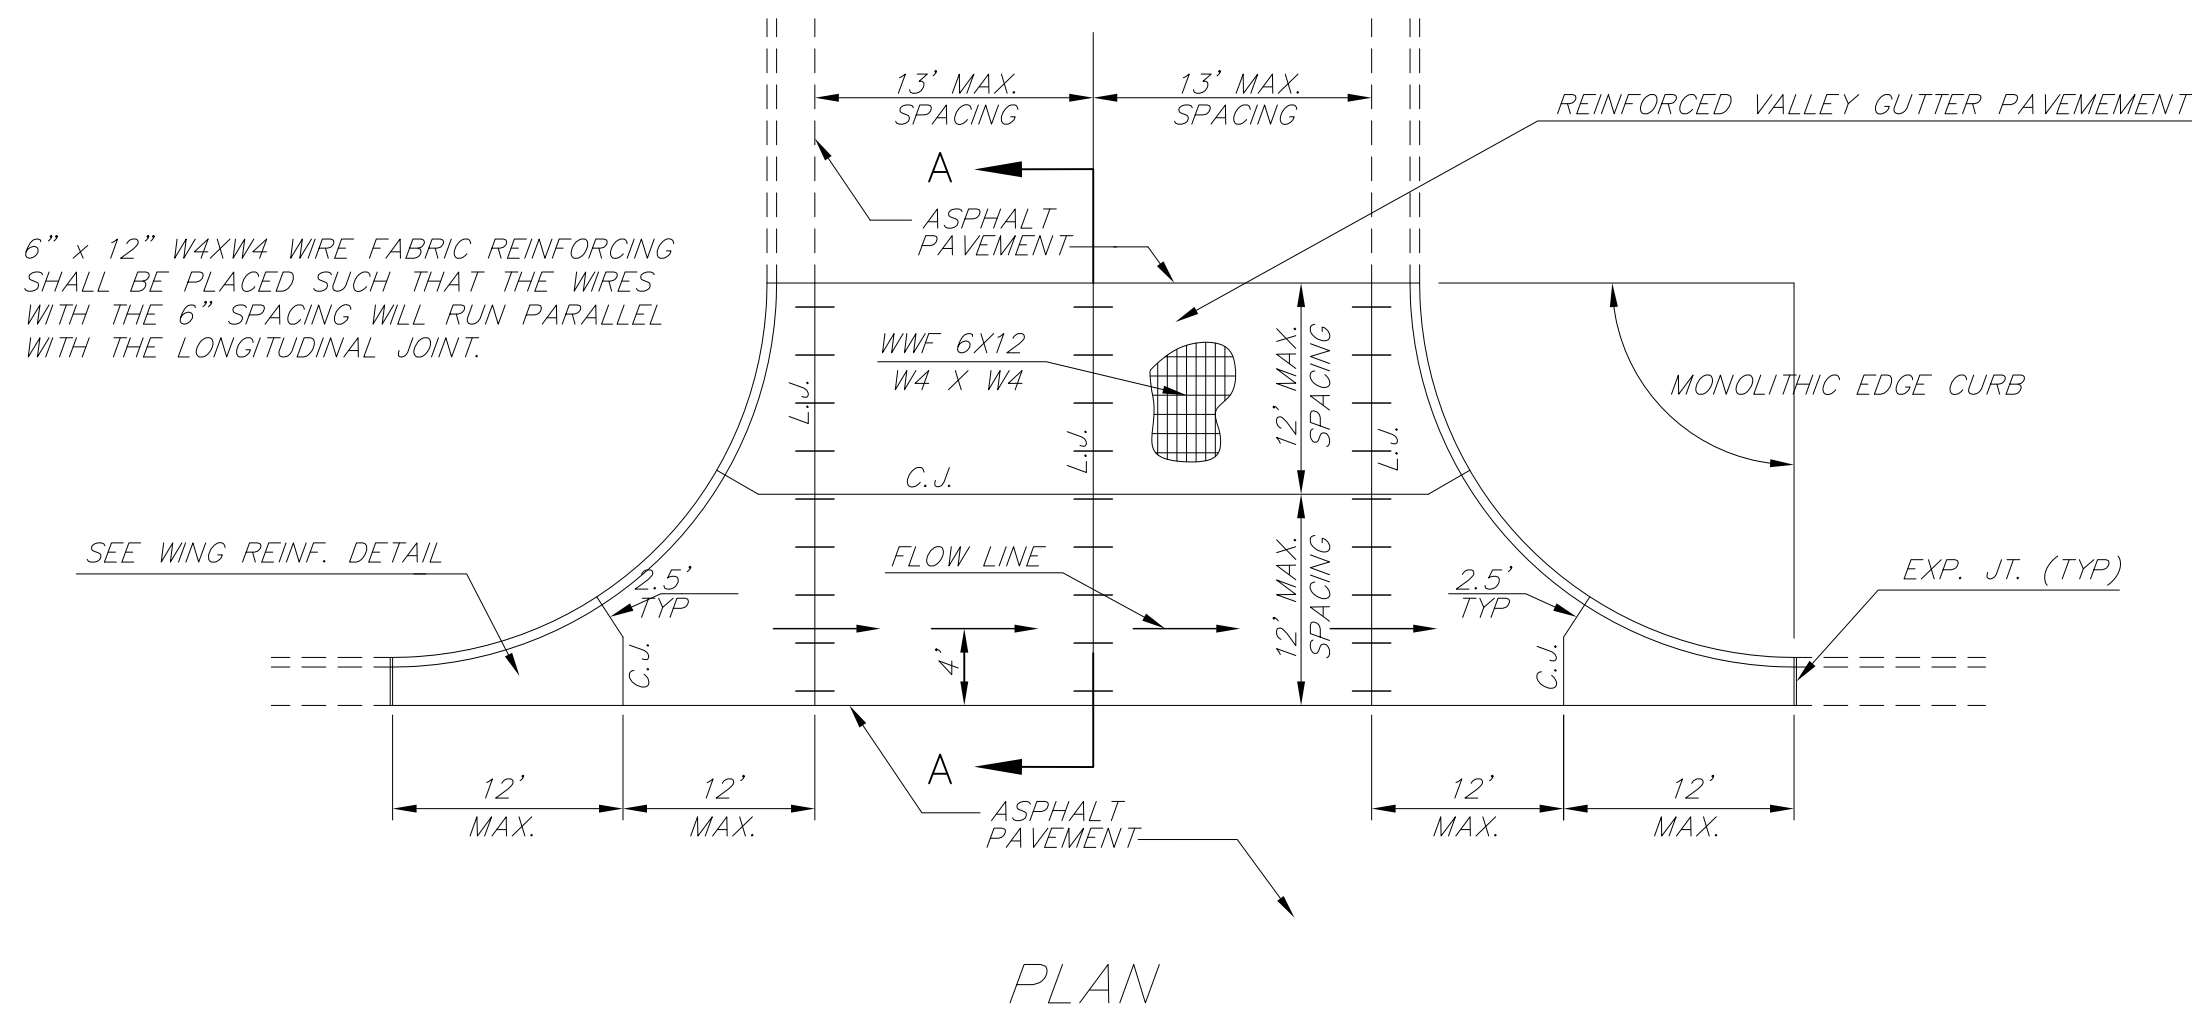 13' MAX.
SPACING
13' MAX.
SPACING
REINFORCED VALLEY GUTTER PAVEMEMENT
A
ASPHALT
PAVEMENT
6" x 12" W4XW4 WIRE FABRIC REINFORCING
SHALL BE PLACED SUCH THAT THE WIRES
WITH THE 6" SPACING WILL RUN PARALLEL
WITH THE LONGITUDINAL JOINT.
WWF 6X12
W4 X W4
12' MAX.
SPACING
MONOLITHIC EDGE CURB
L.J.
L.J.
L.J.
C.J.
SEE WING REINF. DETAIL
2.5'
TYP
FLOW LINE
12' MAX.
SPACING
2.5'
TYP
EXP. JT. (TYP)
C.J.
4'
C.J.
A
12'
MAX.
12'
MAX.
ASPHALT
PAVEMENT
12'
MAX.
12'
MAX.
PLAN